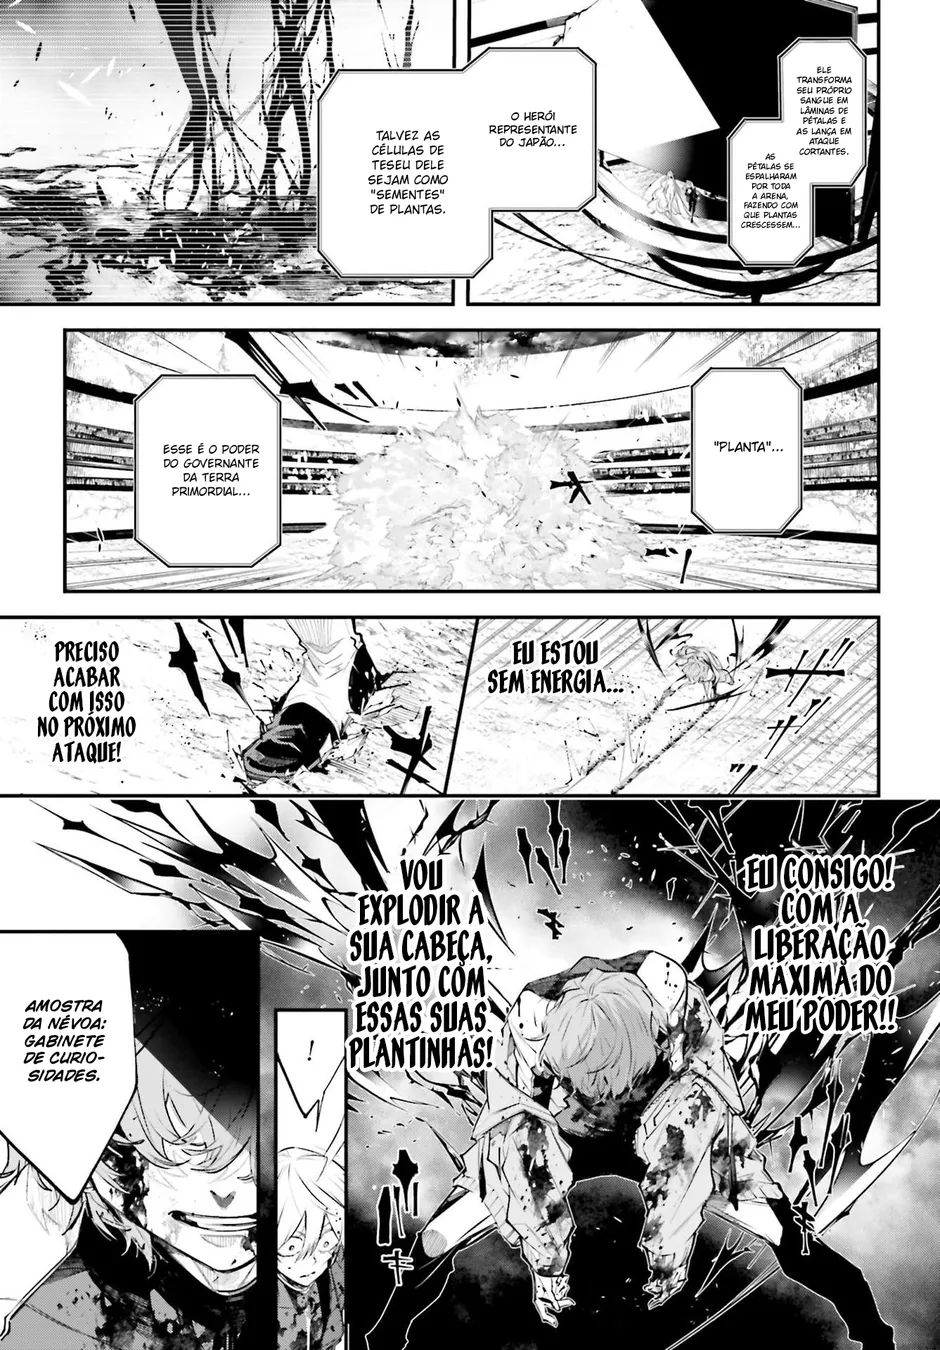 ELE
TRANSFORMA
SEU PRÓPRIO
SANGUE EM
LÂMINAS DE
PÉTALAS E
AS LANÇA EM
ATAQUE
CORTANTES.
AS
PÉTALAS SE
ESPALHARAM
POR TODA
A ARENA,
FAZENDO COM
QUE PLANTAS
CRESCESSEM...
O HERÓI
REPRESENTANTE
DO JAPÃO...
TALVEZ AS
CÉLULAS DE
TESEU DELE
SEJAM COMO
"SEMENTES"
DE PLANTAS.
"PLANTA"...
ESSE É O PODER
DO GOVERNANTE
DA TERRA
PRIMORDIAL...
EU ESTOU
SEM ENERGIA...
PRECISO
ACABAR
COM ISSO
NO PRÓXIMO
ATAQUE!
EU CONSIGO!
COM A
LIBERAÇÃO
MÁXIMA DO
MEU PODER!!
VOU
EXPLODIR A
SUA CABEÇA,
JUNTO COM
ESSAS SUAS
PLANTINHAS!
!
AMOSTRA
DA NÉVOA:
GABINETE
DE CURIO-
SIDADES.